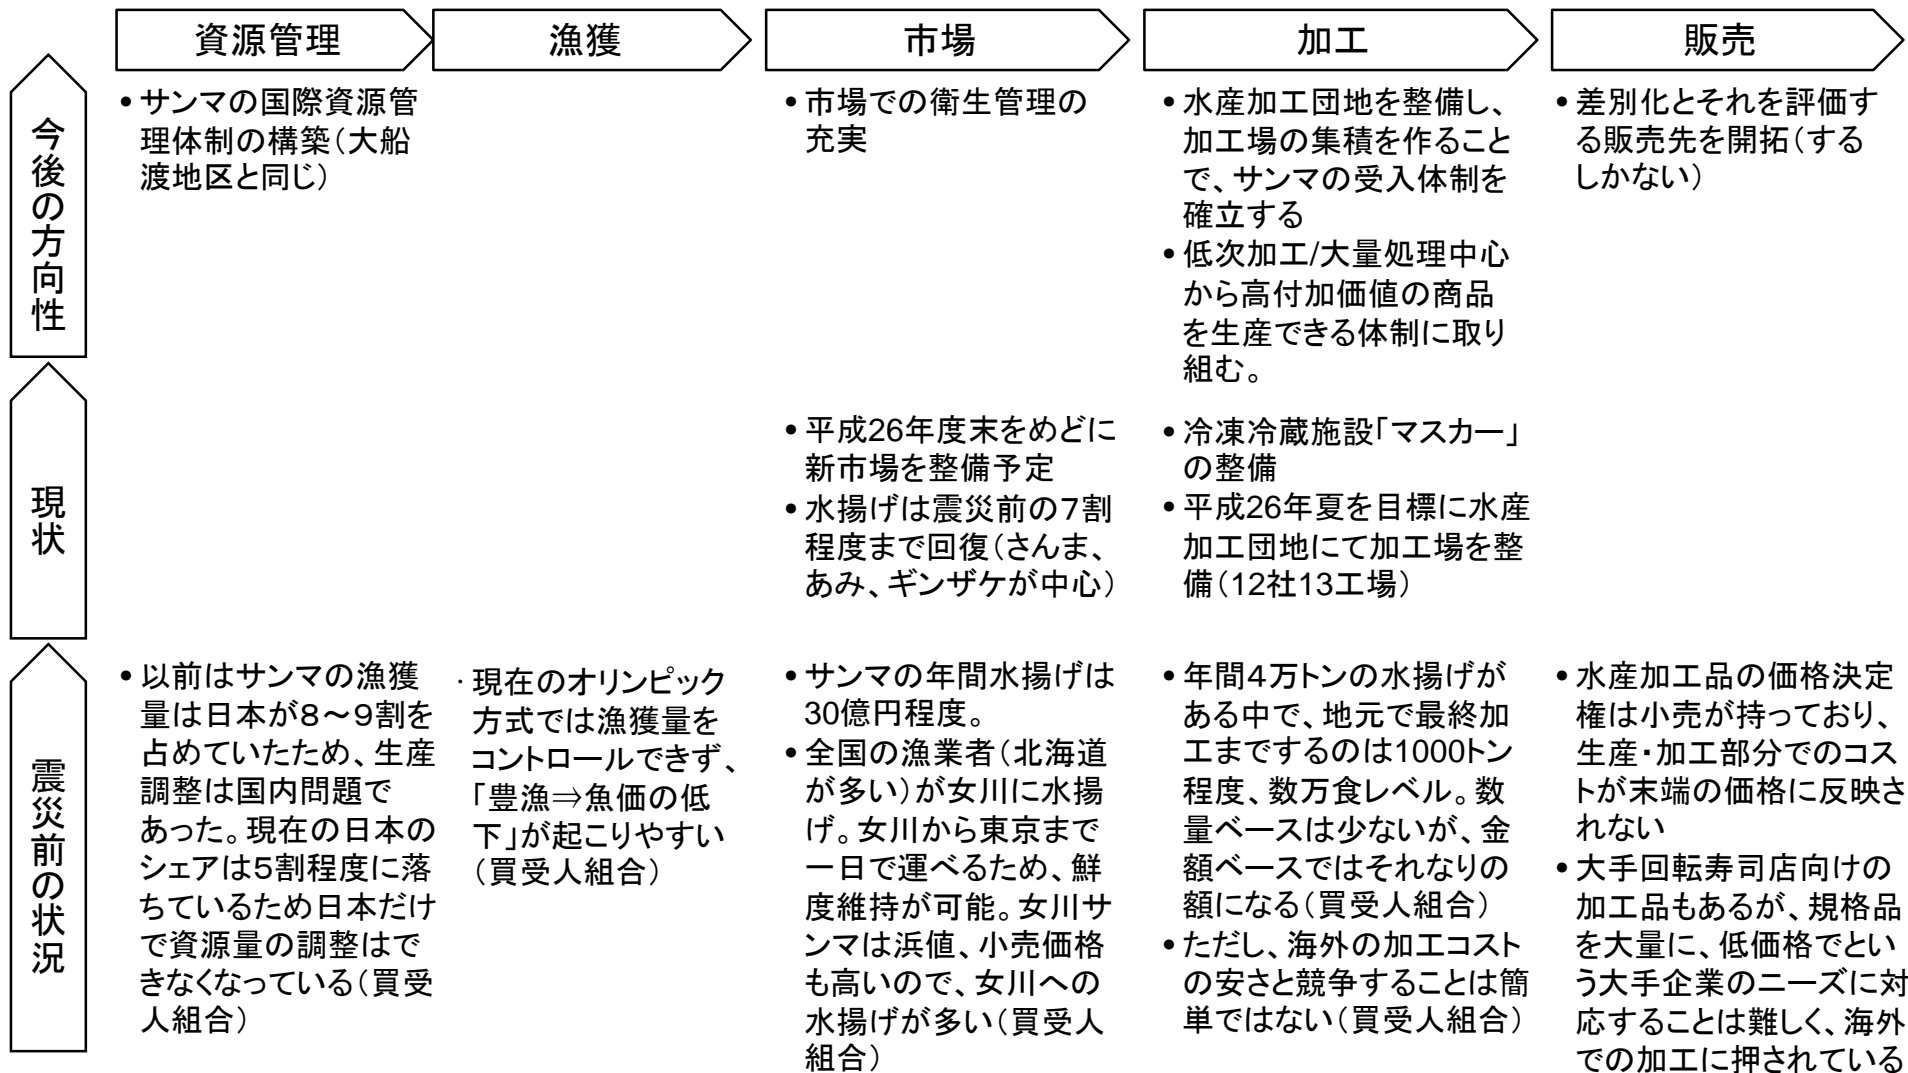 資源管理
漁獲
市場
加工
販売
今後の方向性
•サンマの国際資源管
理体制の構築（大船
渡地区と同じ）
•市場での衛生管理の
充実
•水産加工団地を整備し、
加工場の集積を作ること
で、サンマの受入体制を
確立する
•低次加工/大量処理中心
から高付加価値の商品
を生産できる体制に取り
組む。
•差別化とそれを評価す
る販売先を開拓（する
しかない）
現状
•平成26年度末をめどに
新市場を整備予定
•水揚げは震災前の７割
程度まで回復（さんま、
あみ、ギンザケが中心）
•冷凍冷蔵施設「マスカー」
の整備
•平成26年夏を目標に水産
加工団地にて加工場を整
備（12社13工場）
震災前の状況
•以前はサンマの漁獲
量は日本が８～９割を
占めていたため、生産
調整は国内問題で
あった。現在の日本の
シェアは５割程度に落
ちているため日本だけ
で資源量の調整はで
きなくなっている（買受
人組合）
･現在のオリンピック
方式では漁獲量を
コントロールできず、
「豊漁⇒魚価の低
下」が起こりやすい
（買受人組合）
•サンマの年間水揚げは
30億円程度。
•全国の漁業者（北海道
が多い）が女川に水揚
げ。女川から東京まで
一日で運べるため、鮮
度維持が可能。女川サ
ンマは浜値、小売価格
も高いので、女川への
水揚げが多い（買受人
組合）
•年間４万トンの水揚げが
ある中で、地元で最終加
工までするのは1000トン
程度、数万食レベル。数
量ベースは少ないが、金
額ベースではそれなりの
額になる（買受人組合）
•ただし、海外の加工コスト
の安さと競争することは簡
単ではない（買受人組合）
•水産加工品の価格決定
権は小売が持っており、
生産・加工部分でのコス
トが末端の価格に反映さ
れない
•大手回転寿司店向けの
加工品もあるが、規格品
を大量に、低価格でとい
う大手企業のニーズに対
応することは難しく、海外
での加工に押されている